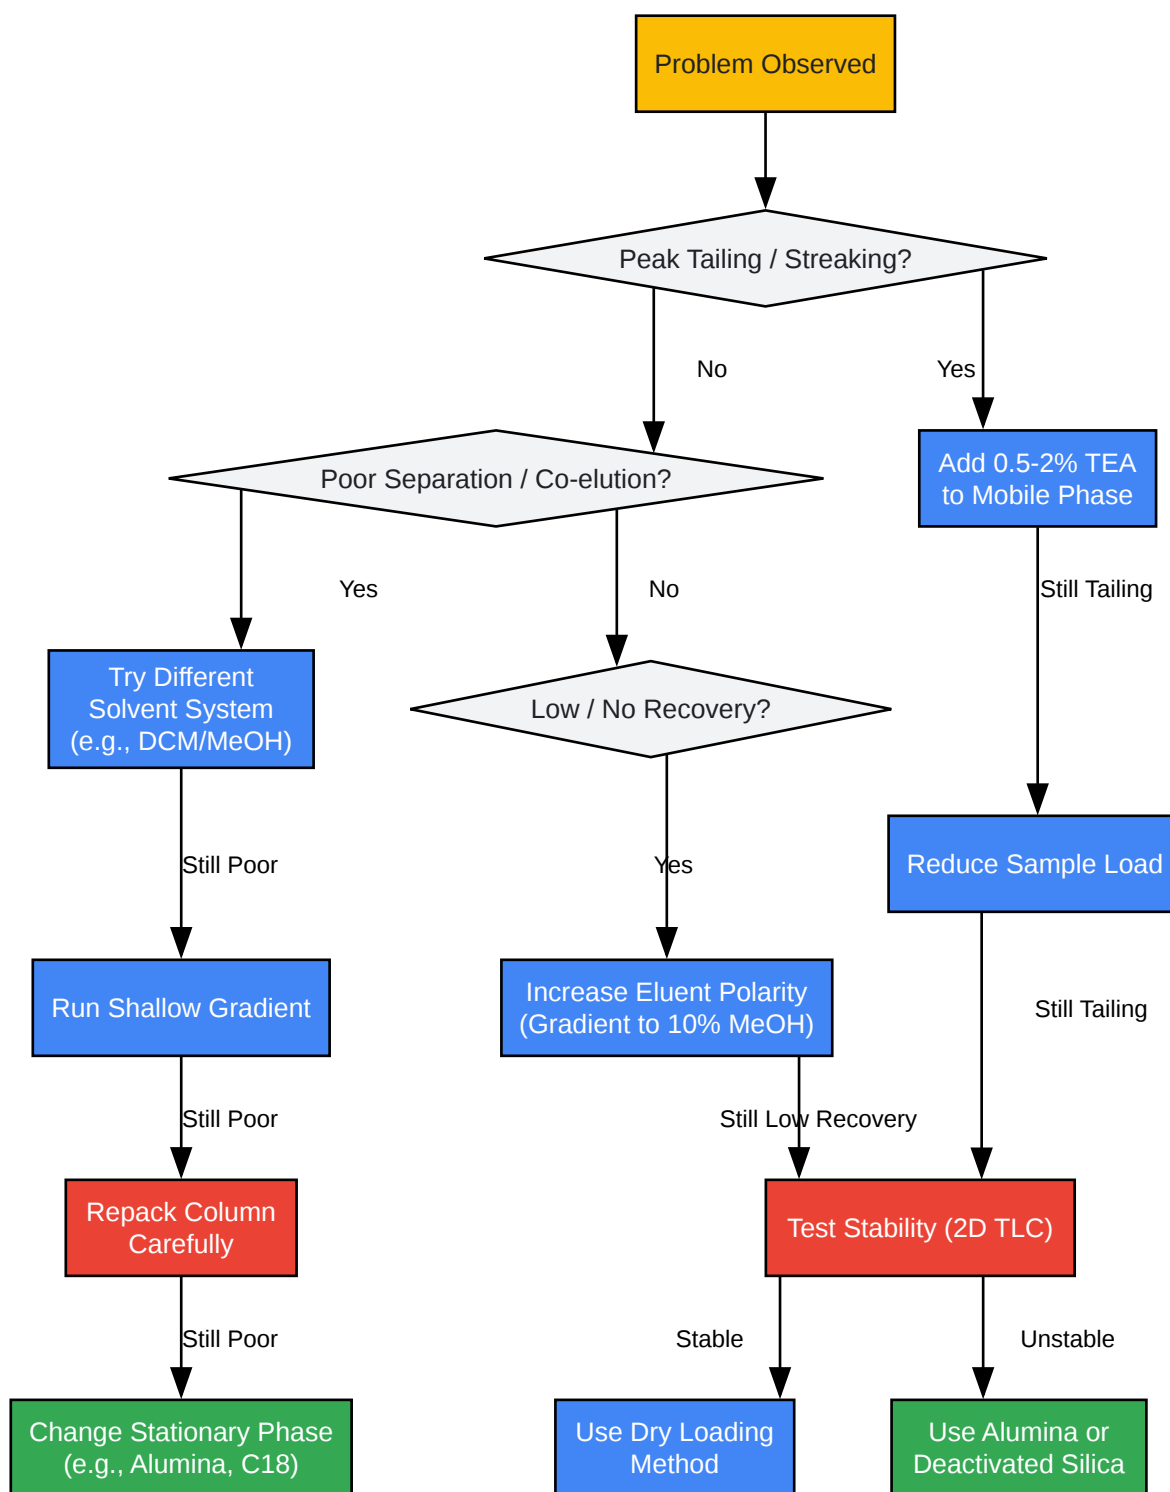 Problem Observed
Peak Tailing / Streaking?
No
Yes
Poor Separation / Co-elution?
Add 0.5-2% TEA
to Mobile Phase
Yes
No
Still Tailing
Try Different
Solvent System
(e.g., DCM/MeOH)
Low / No Recovery?
Still Poor
Yes
Reduce Sample Load
Run Shallow Gradient
Increase Eluent Polarity
(Gradient to 10% MeOH)
Still Tailing
Still Poor
Still Low Recovery
Repack Column
Carefully
Test Stability (2D TLC)
Still Poor
Stable
Unstable
Change Stationary Phase
(e.g., Alumina, C18)
Use Dry Loading
Method
Use Alumina or
Deactivated Silica